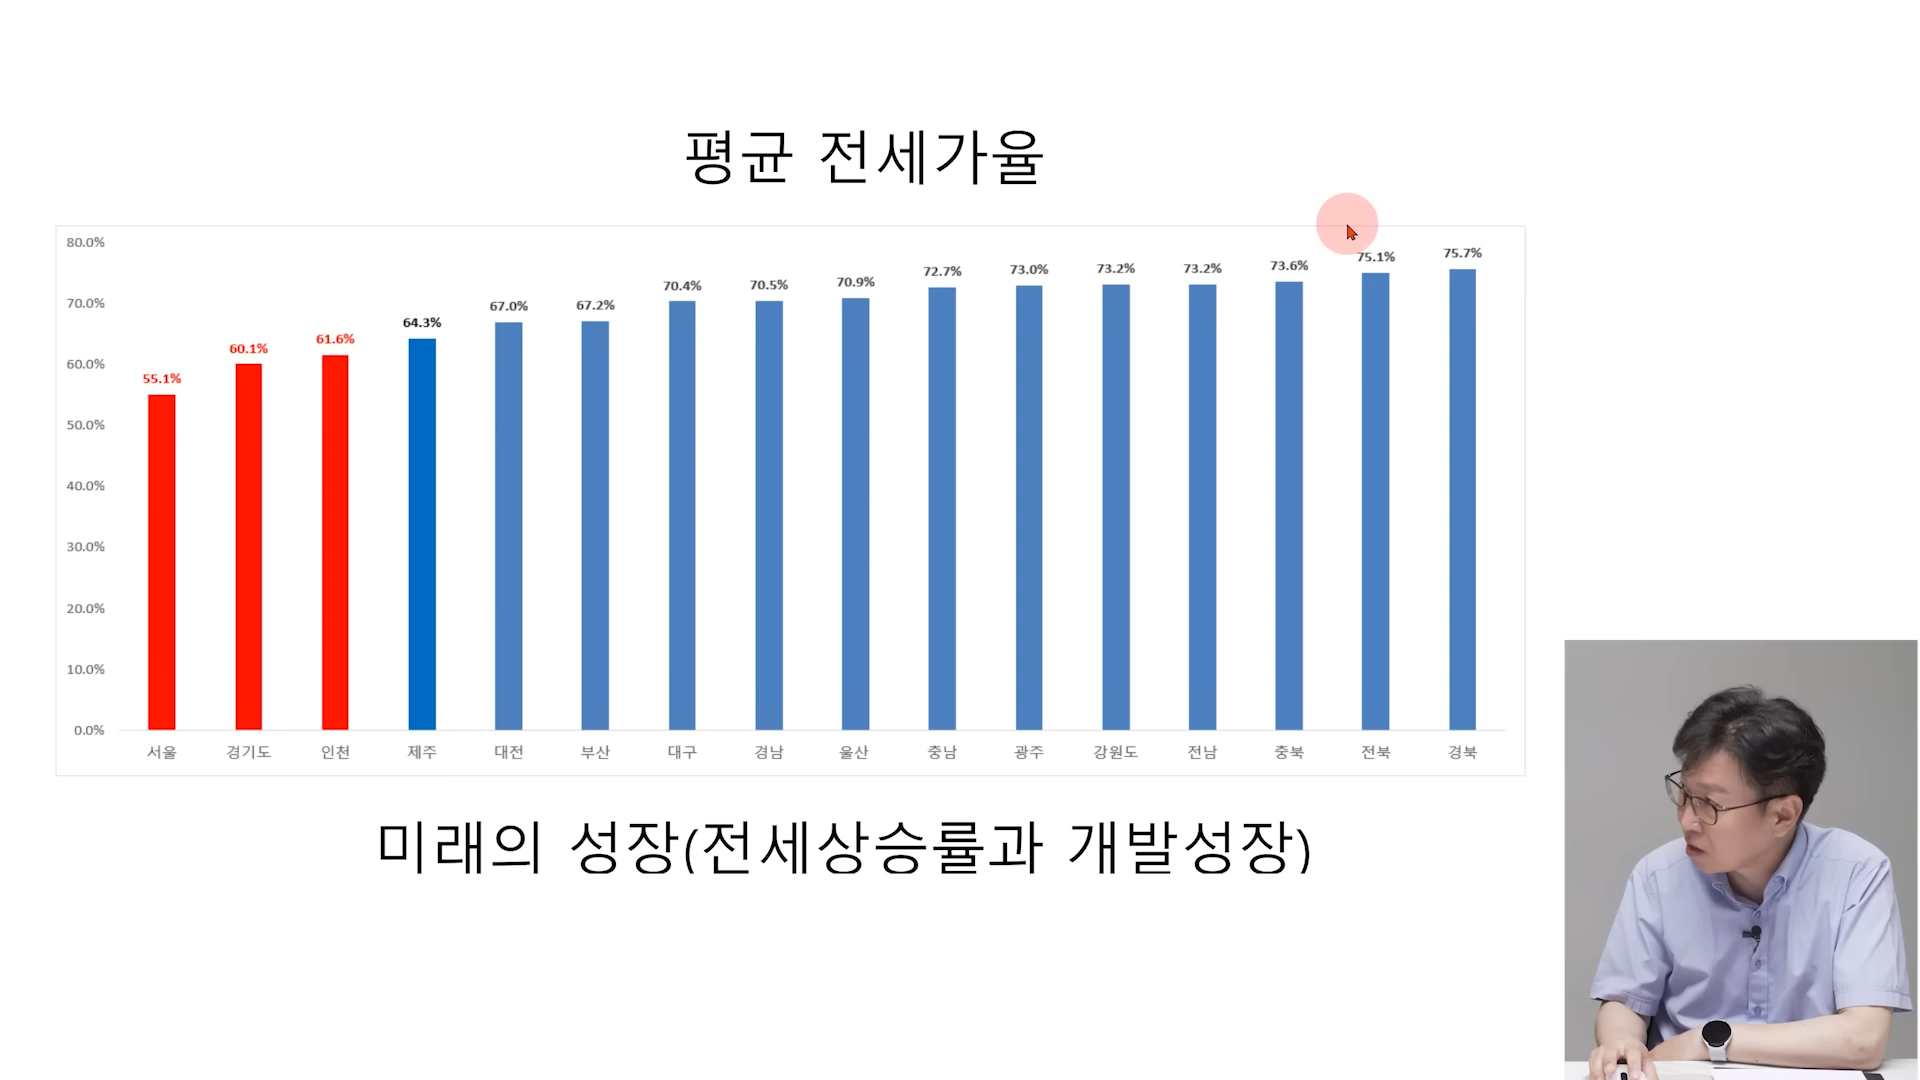 평균 전세가율
80.0%
70.0%
60.0%
50.0%
40.0%
30.0%
20.0%
10.0%
0.0%
55.1% 60.1% 61.6% 64.3% 67.0% 67.2% 70.4% 70.5% 70.9% 72.7% 73.0% 73.2% 73.2% 73.6% 75.1% 75.7%
서울 경기도 인천 제주 대전 부산 대구 경남 울산 충남 광주 강원도 전남 충북 전북 경북
미래의 성장(전세상승률과 개발성장)